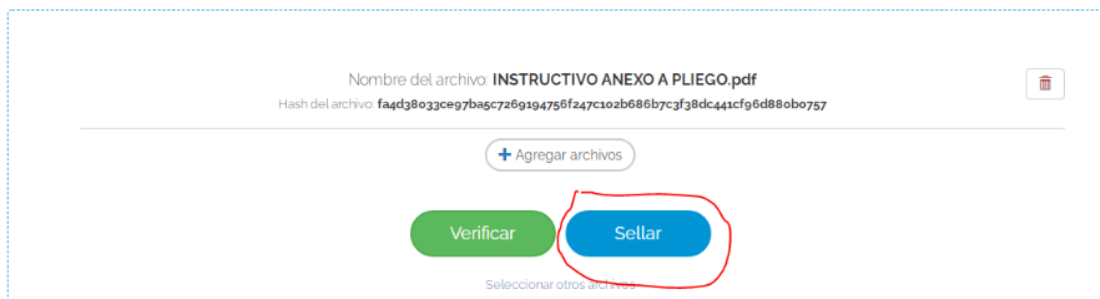 Nombre del archivo: INSTRUCTIVO ANEXO A PLIEGO.pdf
Hash del archivo: fa4d38033ce97ba5c7269194756f247c102b686b7c3f38dc441cf96d880b0757
Agregar archivos
Verificar
Sellar
Seleccionar otros archivos